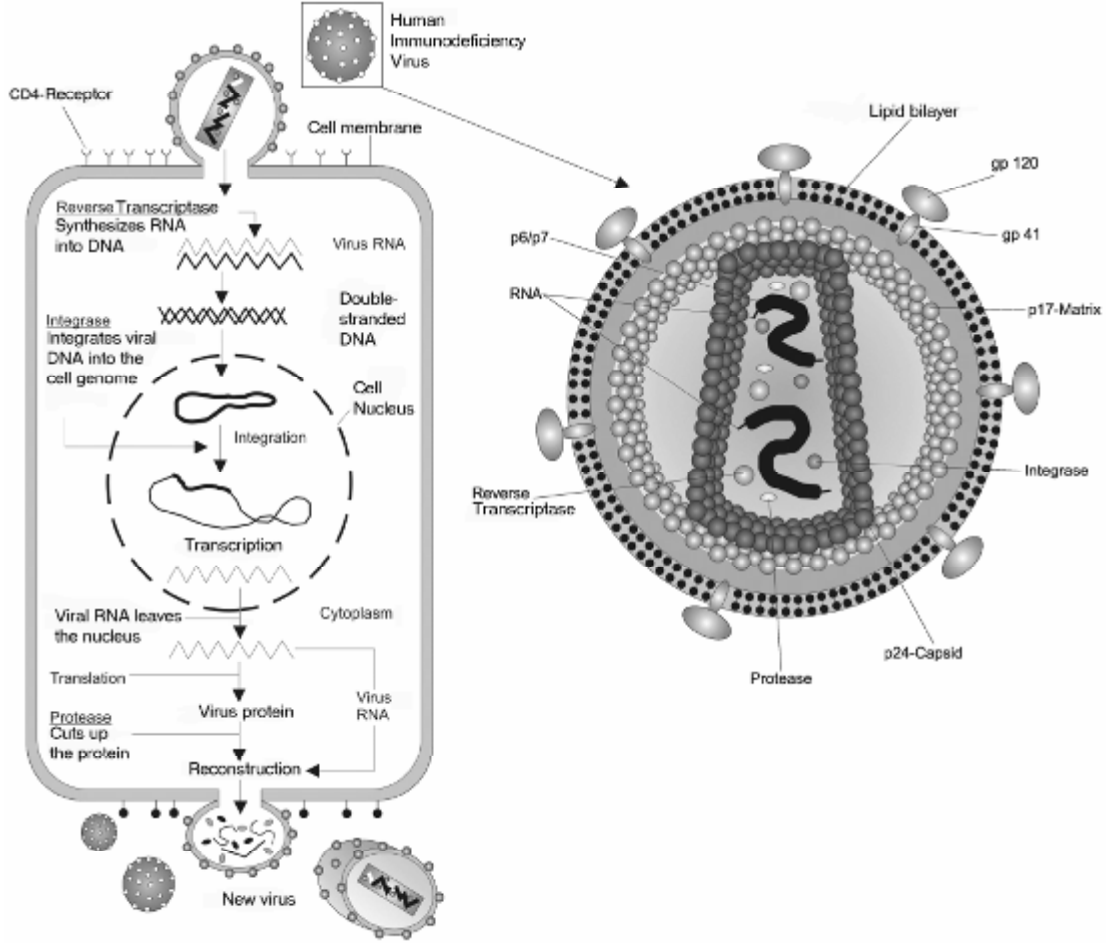 Human
Immunodeficiency
Virus
CD4-Receptor
Cell membrane
Reverse Transcriptase
Synthesizes RNA
into DNA
Virus RNA
Integrase
Integrates viral
DNA into the
cell genome
Double-
stranded
DNA
Cell
Nucleus
Integration
Transcription
Viral RNA leaves
the nucleus
Cytoplasm
Translation
Virus protein
Virus
RNA
Protease
Cuts up
the protein
Reconstruction
New virus
Lipid bilayer
gp 120
gp 41
p6/p7
RNA
p17-Matrix
Integrase
Reverse
Transcriptase
p24-Capsid
Protease